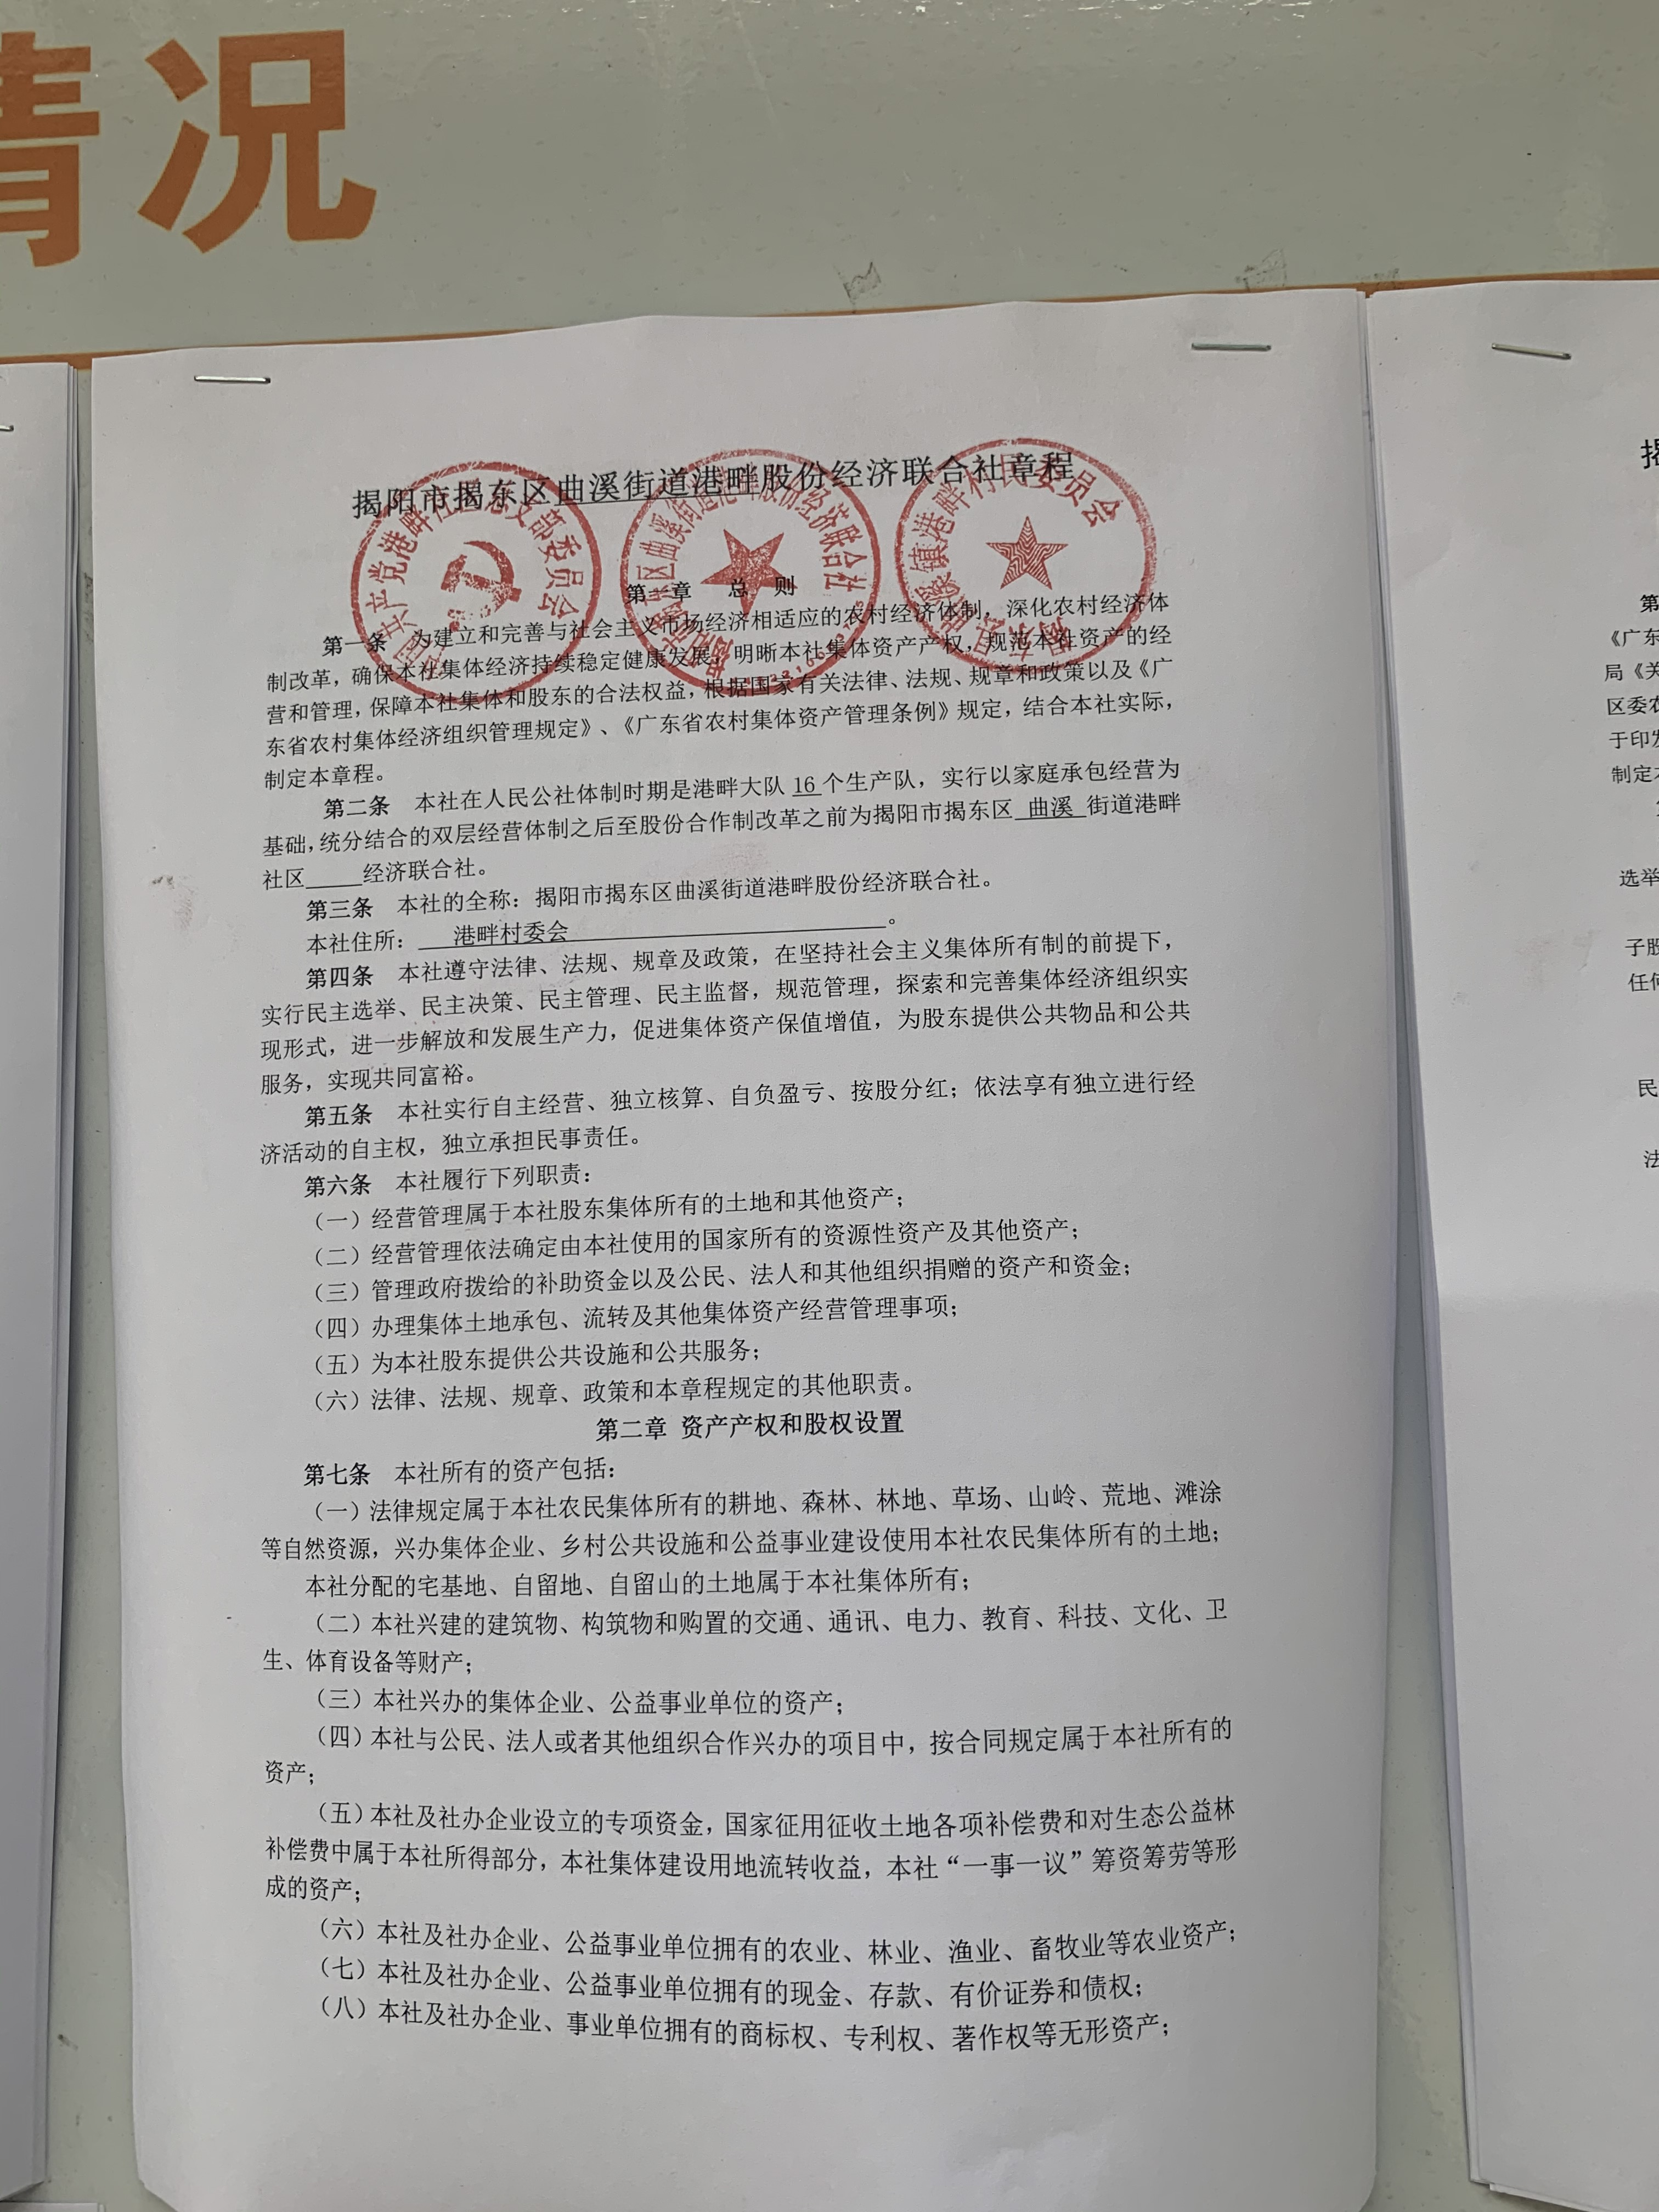 情况
揭阳市揭东区曲溪街道港畔股份经济联合社章程
第一章 总 则
第一条 为建立和完善与社会主义市场经济相适应的农村经济体制，深化农村经济体
制改革，确保本社集体经济持续稳定健康发展，明晰本社集体资产产权，规范本社资产的经
营和管理，保障本社集体和股东的合法权益，根据国家有关法律、法规、规章和政策以及《广
东省农村集体经济组织管理规定》、《广东省农村集体资产管理条例》规定，结合本社实际，
制定本章程。
第二条 本社在人民公社体制时期是港畔大队 16 个生产队，实行以家庭承包经营为
基础，统分结合的双层经营体制之后至股份合作制改革之前为揭阳市揭东区 曲溪 街道港畔
社区____经济联合社。
第三条 本社的全称：揭阳市揭东区曲溪街道港畔股份经济联合社。
本社住所： 港畔村委会 。
第四条 本社遵守法律、法规、规章及政策，在坚持社会主义集体所有制的前提下，
实行民主选举、民主决策、民主管理、民主监督，规范管理，探索和完善集体经济组织实
现形式，进一步解放和发展生产力，促进集体资产保值增值，为股东提供公共物品和公共
服务，实现共同富裕。
第五条 本社实行自主经营、独立核算、自负盈亏、按股分红；依法享有独立进行经
济活动的自主权，独立承担民事责任。
第六条 本社履行下列职责：
（一）经营管理属于本社股东集体所有的土地和其他资产；
（二）经营管理依法确定由本社使用的国家所有的资源性资产及其他资产；
（三）管理政府拨给的补助资金以及公民、法人和其他组织捐赠的资产和资金；
（四）办理集体土地承包、流转及其他集体资产经营管理事项；
（五）为本社股东提供公共设施和公共服务；
（六）法律、法规、规章、政策和本章程规定的其他职责。
第二章 资产产权和股权设置
第七条 本社所有的资产包括：
（一）法律规定属于本社农民集体所有的耕地、森林、林地、草场、山岭、荒地、滩涂
等自然资源，兴办集体企业、乡村公共设施和公益事业建设使用本社农民集体所有的土地；
本社分配的宅基地、自留地、自留山的土地属于本社集体所有；
（二）本社兴建的建筑物、构筑物和购置的交通、通讯、电力、教育、科技、文化、卫
生、体育设备等财产；
（三）本社兴办的集体企业、公益事业单位的资产；
（四）本社与公民、法人或者其他组织合作兴办的项目中，按合同规定属于本社所有的
资产；
（五）本社及社办企业设立的专项资金，国家征用征收土地各项补偿费和对生态公益林
补偿费中属于本社所得部分，本社集体建设用地流转收益，本社“一事一议”筹资筹劳等形
成的资产；
（六）本社及社办企业、公益事业单位拥有的农业、林业、渔业、畜牧业等农业资产；
（七）本社及社办企业、公益事业单位拥有的现金、存款、有价证券和债权；
（八）本社及社办企业、事业单位拥有的商标权、专利权、著作权等无形资产；
《广东
局《关
区委农
于印发
制定本
选举
子股
任何
民
法